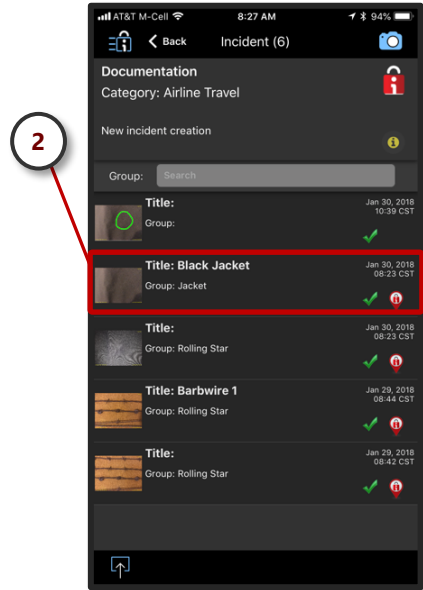 AT&T M-Cell 8:27 AM 94%
Back Incident (6)
Documentation
Category: Airline Travel
New incident creation
2
Group: Search
Title:
Group:
Jan 30, 2018
10:39 CST
Title: Black Jacket
Group: Jacket
Jan 30, 2018
08:23 CST
Title:
Group: Rolling Star
Jan 30, 2018
08:23 CST
Title: Barbwire 1
Group: Rolling Star
Jan 29, 2018
08:44 CST
Title:
Group: Rolling Star
Jan 29, 2018
08:42 CST